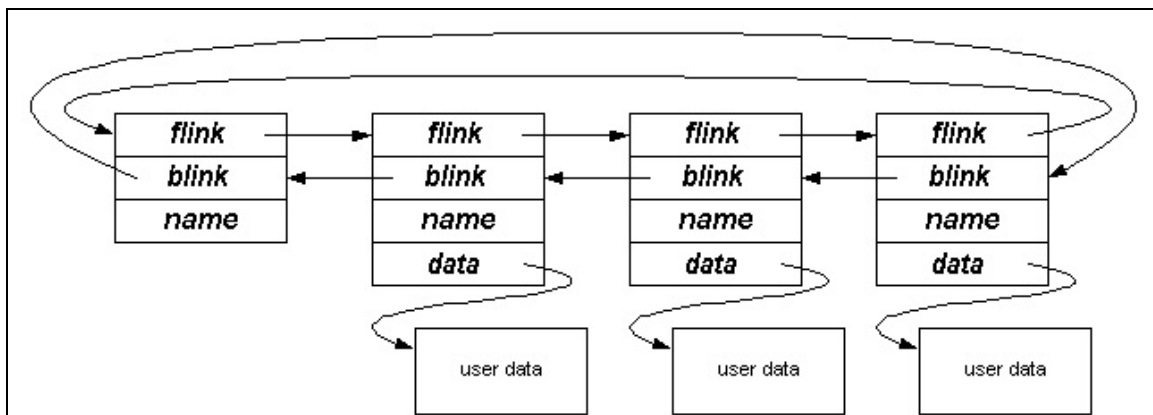 flink flink flink flink
blink blink blink blink
name name name name
data data data
user data user data user data